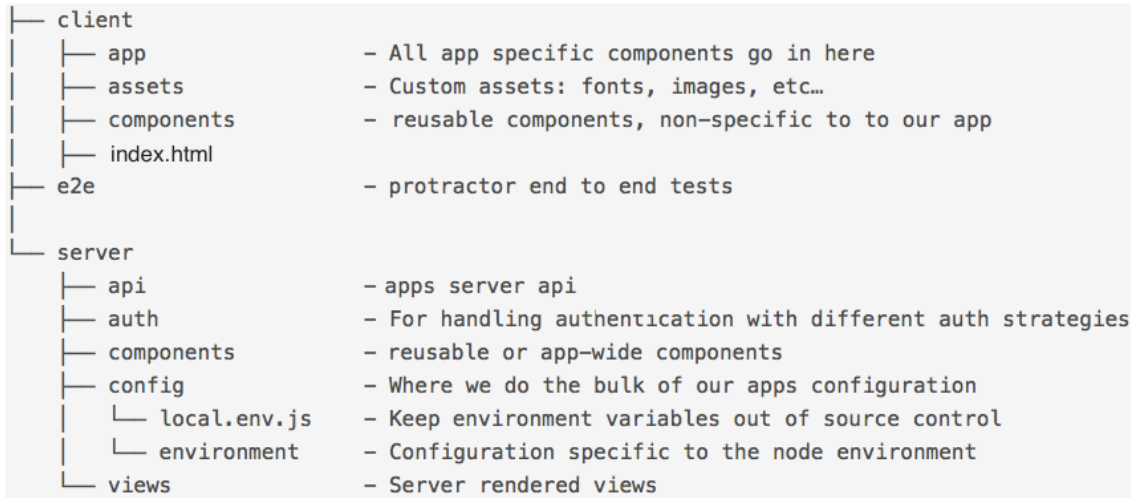 ├── client
│   ├── app                 - All app specific components go in here
│   ├── assets              - Custom assets: fonts, images, etc…
│   ├── components          - reusable components, non-specific to to our app
│   ├── index.html
├── e2e                     - protractor end to end tests
│
└── server
    ├── api                 - apps server api
    ├── auth                - For handling authentication with different auth strategies
    ├── components          - reusable or app-wide components
    ├── config              - Where we do the bulk of our apps configuration
    │   └── local.env.js    - Keep environment variables out of source control
    │   └── environment     - Configuration specific to the node environment
    └── views               - Server rendered views